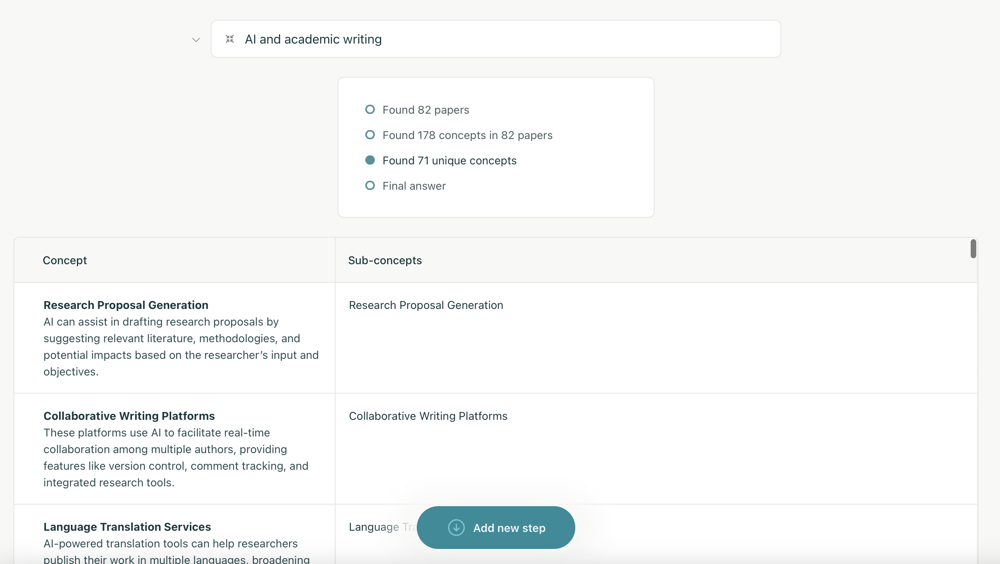 AI and academic writing
Found 82 papers
Found 178 concepts in 82 papers
Found 71 unique concepts
Final answer
Concept
Sub-concepts
Research Proposal Generation
AI can assist in drafting research proposals by
suggesting relevant literature, methodologies, and
potential impacts based on the researcher’s input and
objectives.
Research Proposal Generation
Collaborative Writing Platforms
These platforms use AI to facilitate real-time
collaboration among multiple authors, providing
features like version control, comment tracking, and
integrated research tools.
Collaborative Writing Platforms
Language Translation Services
AI-powered translation tools can help researchers
publish their work in multiple languages, broadening
Language
Add new step